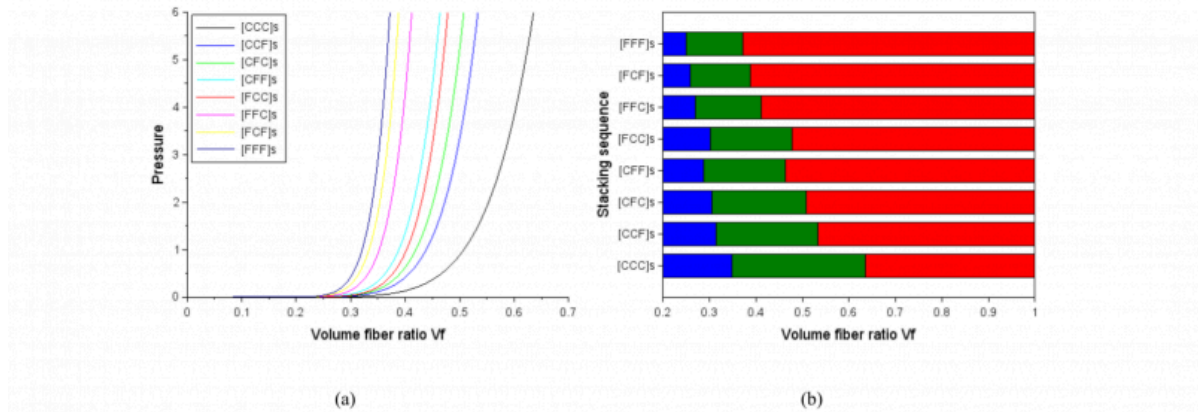 6
5
4
3
2
1
0
Pressure
[CCC]s
[CCF]s
[CFC]s
[CFF]s
[FCC]s
[FFC]s
[FCF]s
[FFF]s
0 0.1 0.2 0.3 0.4 0.5 0.6 0.7
Volume fiber ratio Vf
(a)
Stacking sequence
[FFF]s
[FCF]s
[FFC]s
[FCC]s
[CFF]s
[CFC]s
[CCF]s
[CCC]s
0.2 0.3 0.4 0.5 0.6 0.7 0.8 0.9 1
Volume fiber ratio Vf
(b)